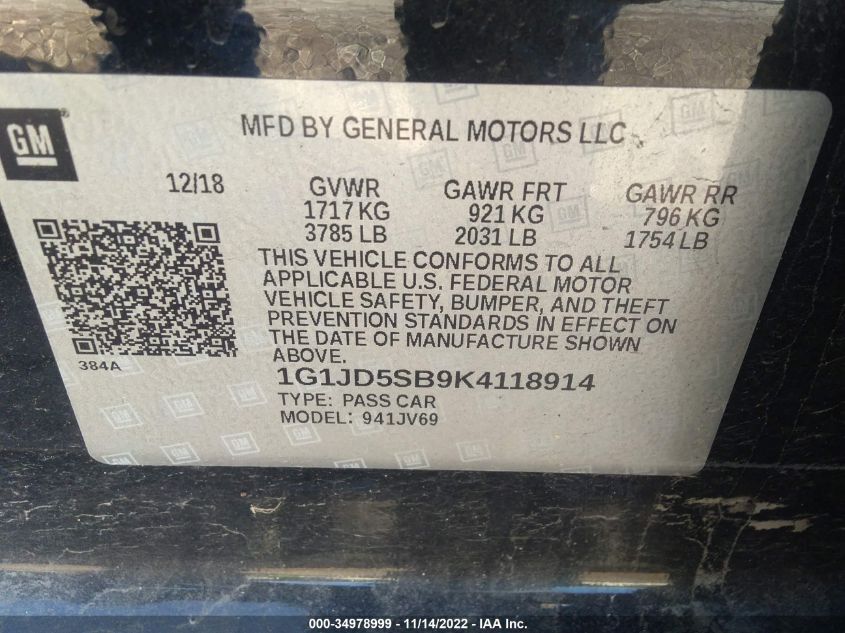 GM
MFD BY GENERAL MOTORS LLC
12/18 GVWR GAWR FRT GAWR RR
1717 KG 921 KG 796 KG
3785 LB 2031 LB 1754 LB
THIS VEHICLE CONFORMS TO ALL
APPLICABLE U.S. FEDERAL MOTOR
VEHICLE SAFETY, BUMPER, AND THEFT
PREVENTION STANDARDS IN EFFECT ON
THE DATE OF MANUFACTURE SHOWN
ABOVE.
384A
1G1JD5SB9K4118914
TYPE: PASS CAR
MODEL: 941JV69
000-34978999 - 11/14/2022 - IAA Inc.